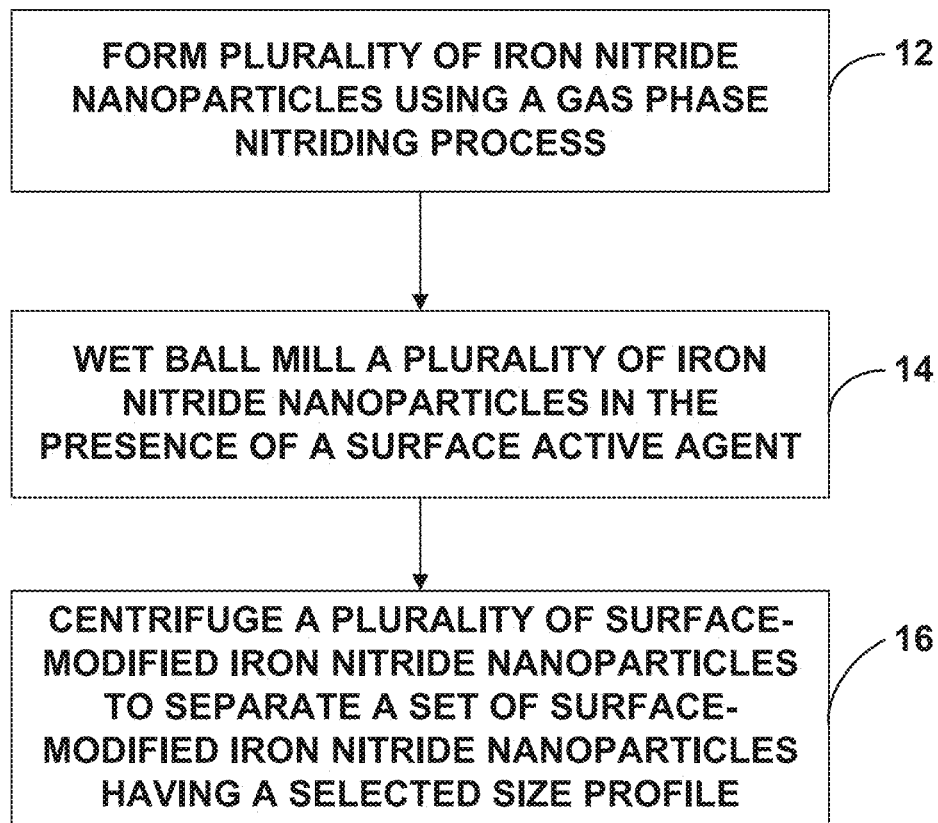 FORM PLURALITY OF IRON NITRIDE
NANOPARTICLES USING A GAS PHASE
NITRIDING PROCESS
12
WET BALL MILL A PLURALITY OF IRON
NITRIDE NANOPARTICLES IN THE
PRESENCE OF A SURFACE ACTIVE AGENT
14
CENTRIFUGE A PLURALITY OF SURFACE-
MODIFIED IRON NITRIDE NANOPARTICLES
TO SEPARATE A SET OF SURFACE-
MODIFIED IRON NITRIDE NANOPARTICLES
HAVING A SELECTED SIZE PROFILE
16